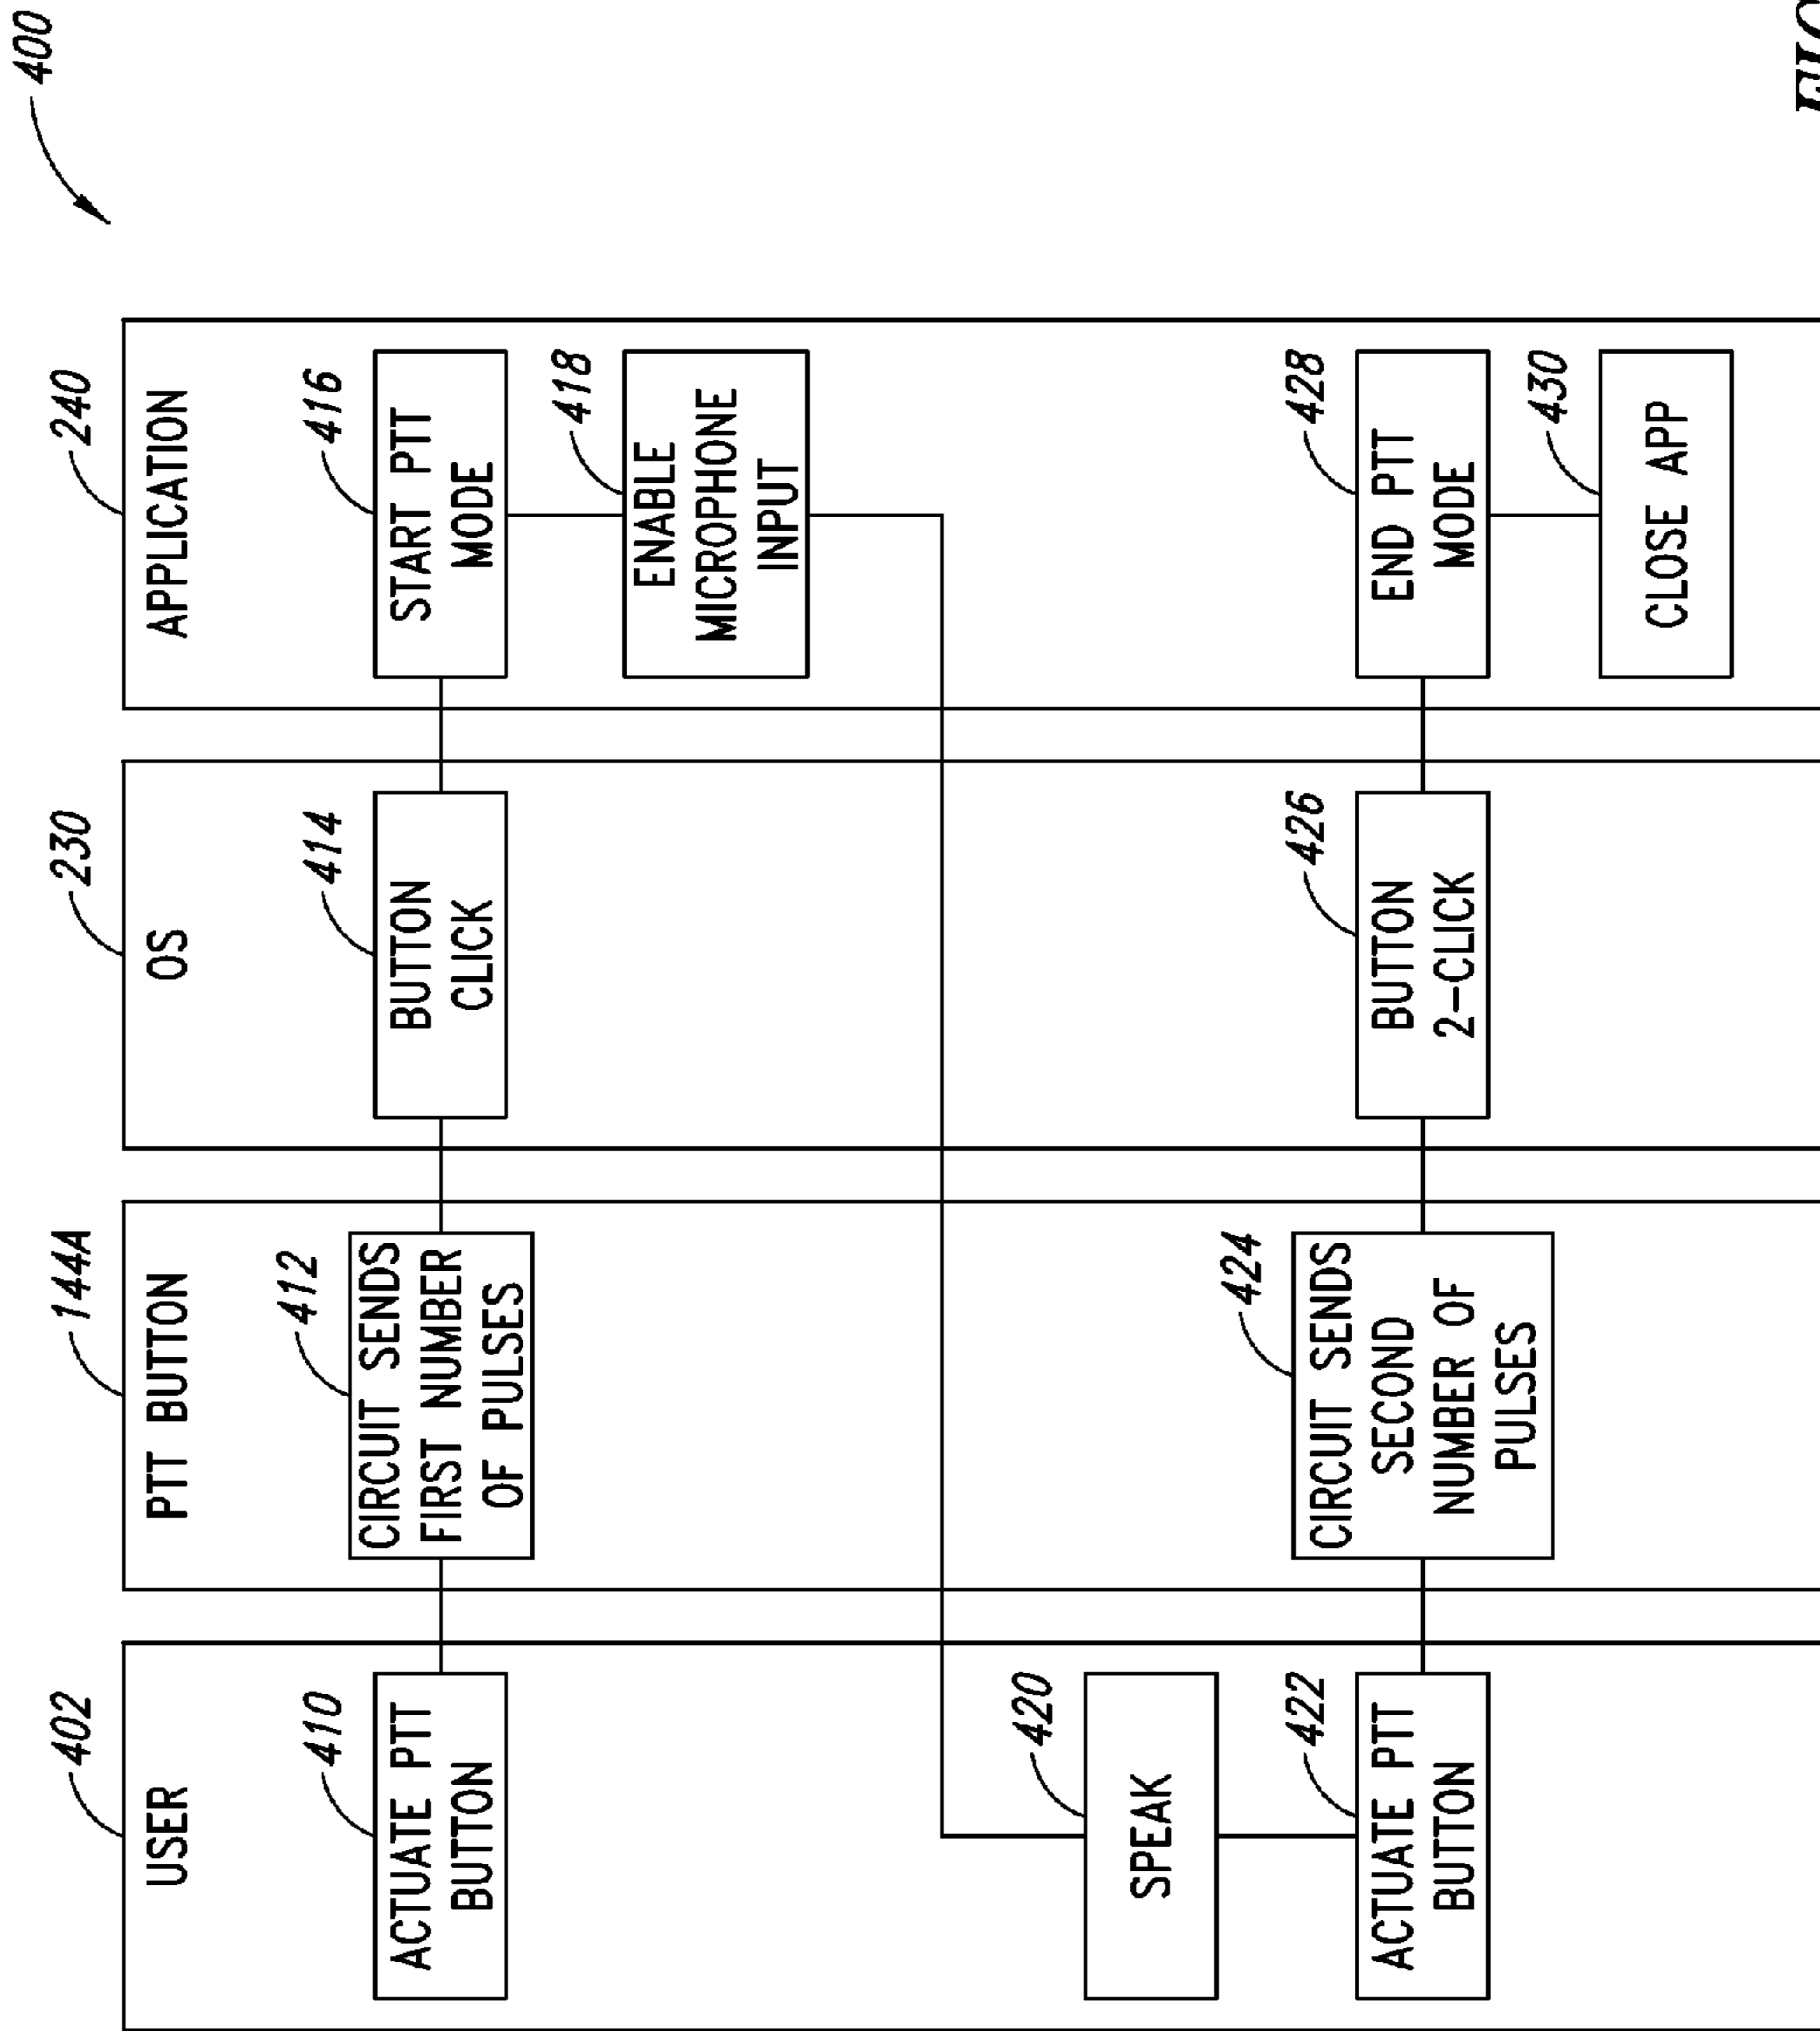 400
402
144A
230
240
USER
PTT BUTTON
OS
APPLICATION
410
412
414
416
ACTUATE PTT
BUTTON
CIRCUIT SENDS
FIRST NUMBER
OF PULSES
BUTTON
CLICK
START PTT
MODE
418
ENABLE
MICROPHONE
INPUT
420
SPEAK
422
424
426
428
ACTUATE PTT
BUTTON
CIRCUIT SENDS
SECOND
NUMBER OF
PULSES
BUTTON
2-CLICK
END PTT
MODE
430
CLOSE APP